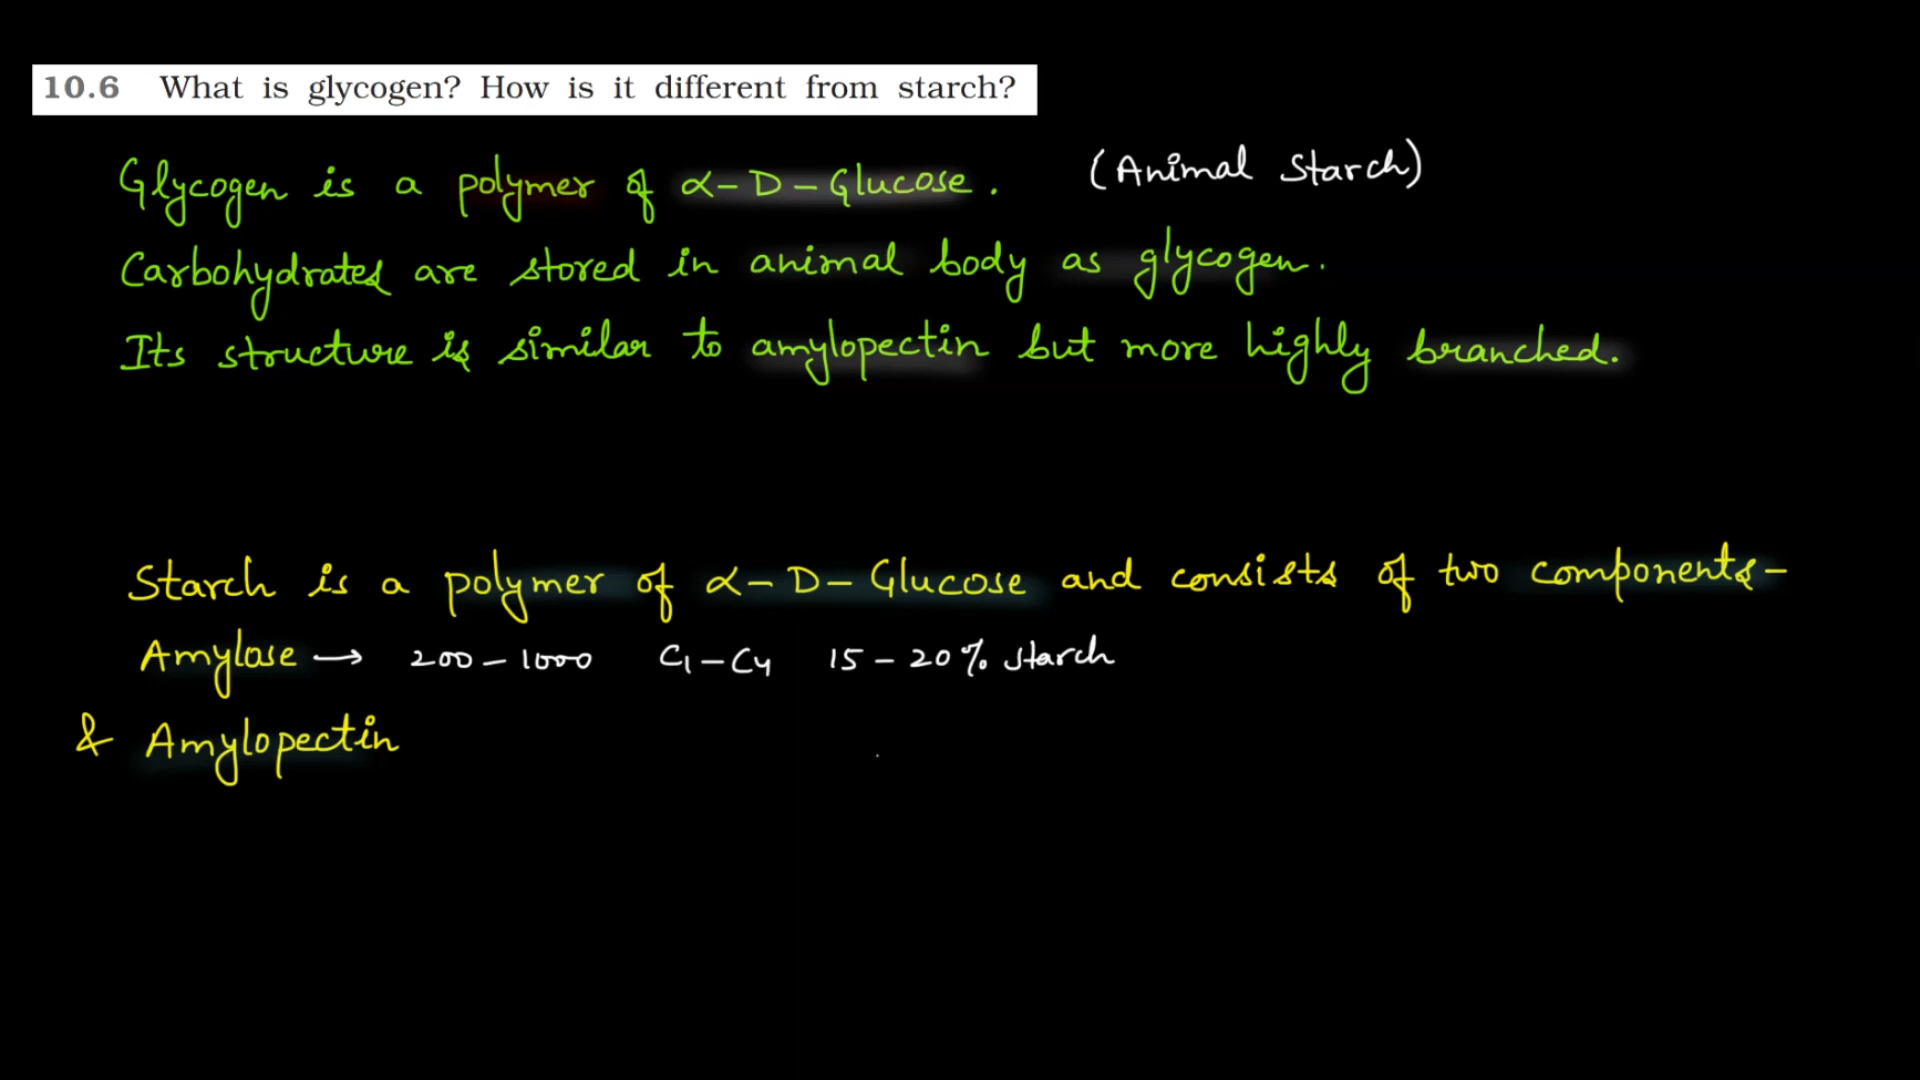 10.6 What is glycogen? How is it different from starch?
Glycogen is a polymer of α-D-Glucose. (Animal Starch)
Carbohydrates are stored in animal body as glycogen.
Its structure is similar to amylopectin but more highly branched.
Starch is a polymer of α-D-Glucose and consists of two components-
Amylose → 200-1000 C1-C4 15-20% starch
& Amylopectin